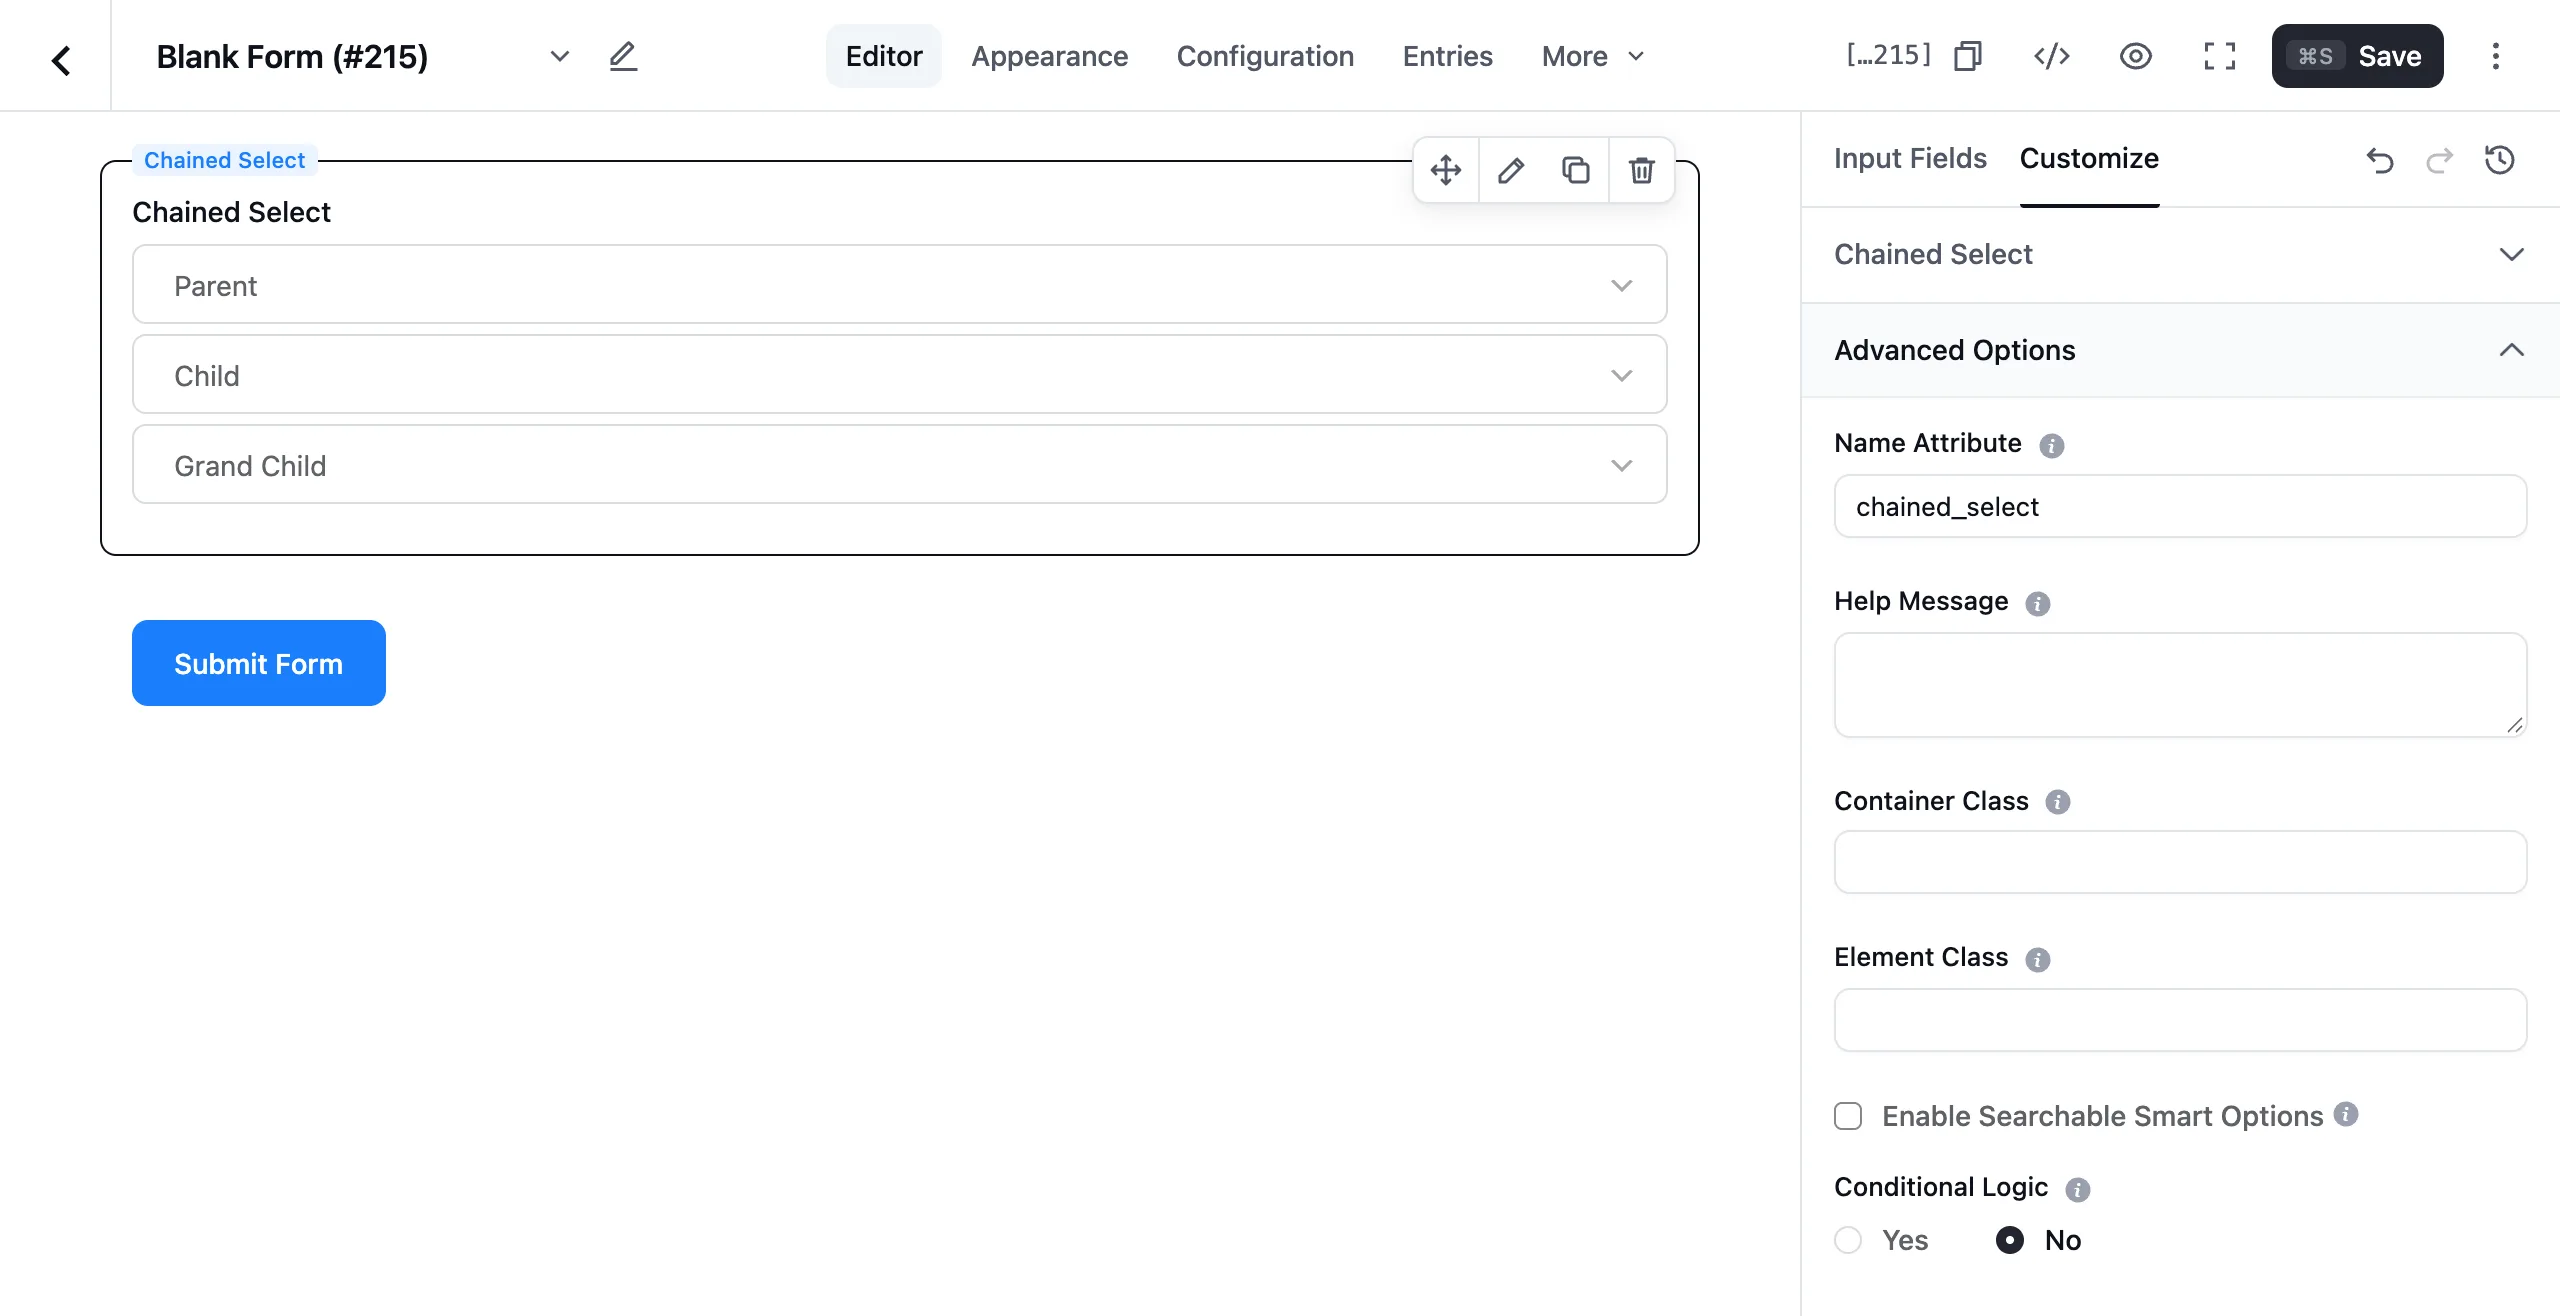 Blank Form (#215)
Editor
Appearance
Configuration
Entries
More
[…215]
⌘S Save
Chained Select
Chained Select
Parent
Child
Grand Child
Submit Form
Input Fields
Customize
Chained Select
Advanced Options
Name Attribute
chained_select
Help Message
Container Class
Element Class
Enable Searchable Smart Options
Conditional Logic
Yes
No